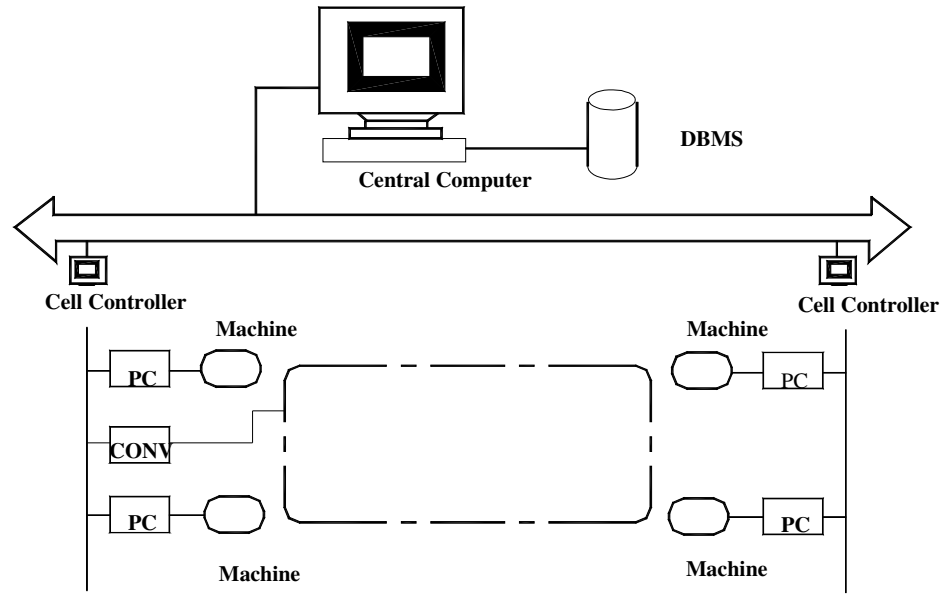 DBMS
Central Computer
Cell Controller
Cell Controller
Machine
Machine
PC
PC
CONV
PC
PC
Machine
Machine